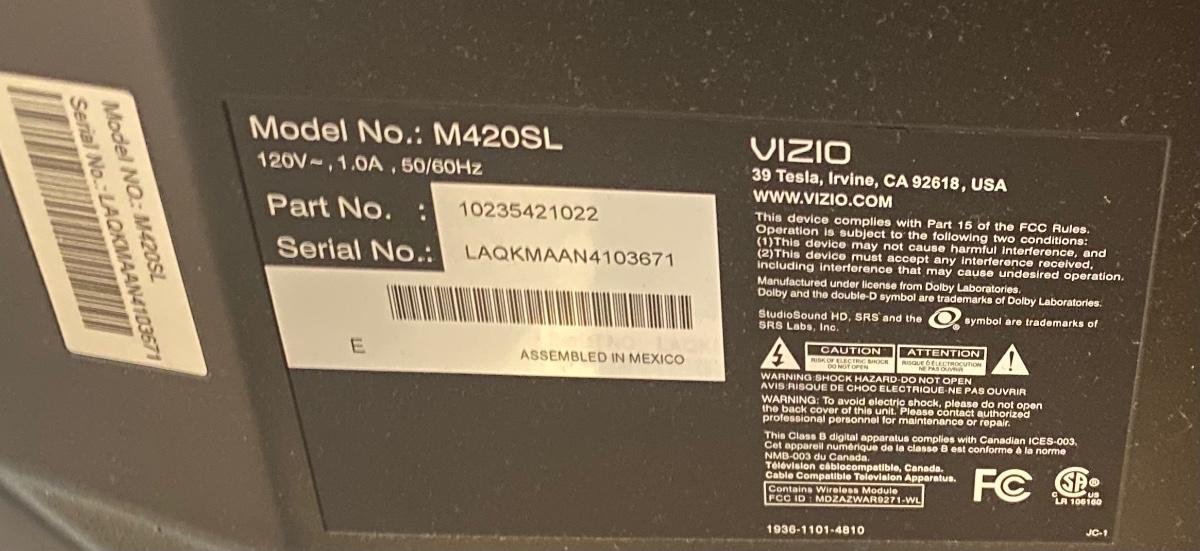 Model NO.: M420SL
Serial No.: LAQKMAAN4103671
Model No.: M420SL
120V~, 1.0A , 50/60Hz
Part No. : 10235421022
Serial No.: LAQKMAAN4103671
E
ASSEMBLED IN MEXICO
VIZIO
39 Tesla, Irvine, CA 92618, USA
WWW.VIZIO.COM
This device complies with Part 15 of the FCC Rules.
Operation is subject to the following two conditions:
(1)This device may not cause harmful interference, and
(2)This device must accept any interference received,
including interference that may cause undesired operation.
Manufactured under license from Dolby Laboratories.
Dolby and the double-D symbol are trademarks of Dolby Laboratories.
StudioSound HD, SRS and the symbol are trademarks of
SRS Labs, Inc.
CAUTION
RISK OF ELECTRIC SHOCK
DO NOT OPEN
ATTENTION
RISQUE D'ÉLECTROCUTION
NE PAS OUVRIR
WARNING:SHOCK HAZARD-DO NOT OPEN
AVIS:RISQUE DE CHOC ELECTRIQUE-NE PAS OUVRIR
WARNING: To avoid electric shock, please do not open
the back cover of this unit. Please contact authorized
professional personnel for maintenance or repair.
This Class B digital apparatus complies with Canadian ICES-003.
Cet appareil numérique de la classe B est conforme à la norme
NMB-003 du Canada.
Télévision câblocompatible, Canada.
Cable Compatible Television Apparatus.
Contains Wireless Module
FCC ID : MDZAZWAR9271-WL
FC
C SA ® US
LR 106160
1936-1101-4810
JC-1